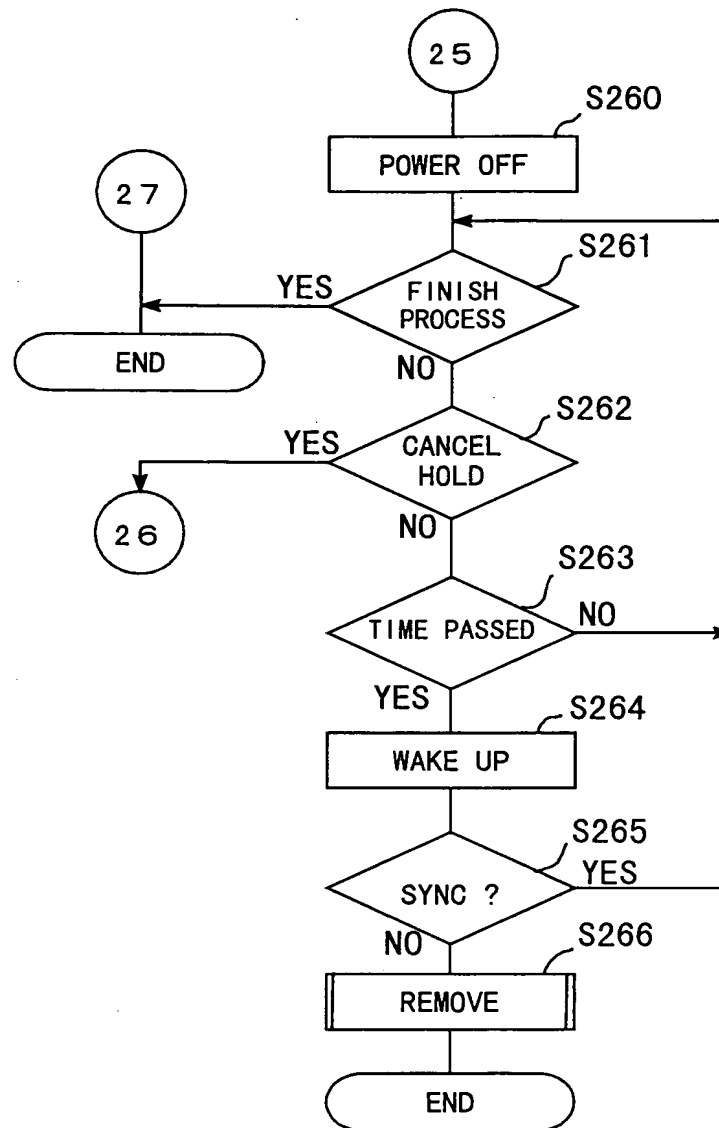 25
S260
POWER OFF
27
S261
YES
FINISH
PROCESS
END
NO
S262
YES
CANCEL
HOLD
26
NO
S263
TIME PASSED
NO
YES
S264
WAKE UP
S265
SYNC ?
YES
NO
S266
REMOVE
END